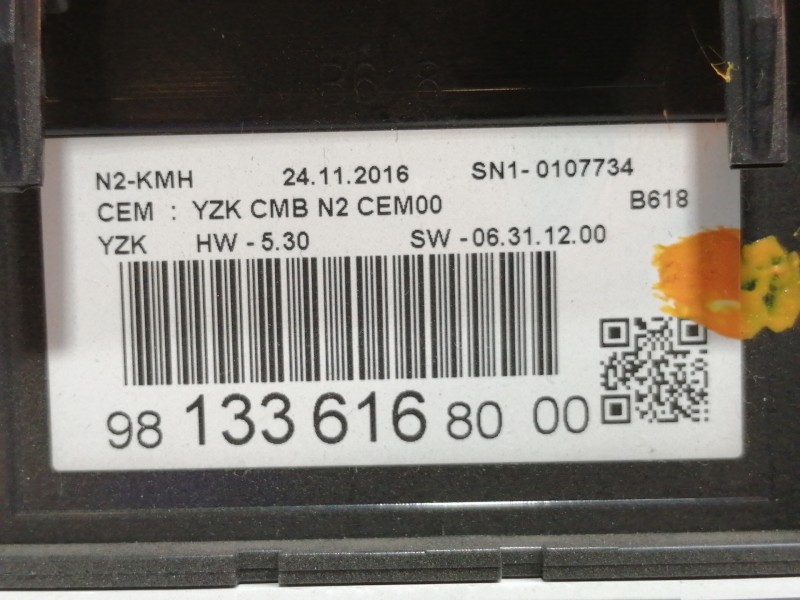 B618
N2-KMH 24.11.2016 SN1- 0107734
CEM : YZK CMB N2 CEM00 B618
YZK HW - 5.30 SW - 06.31.12.00
98 133 616 80 00